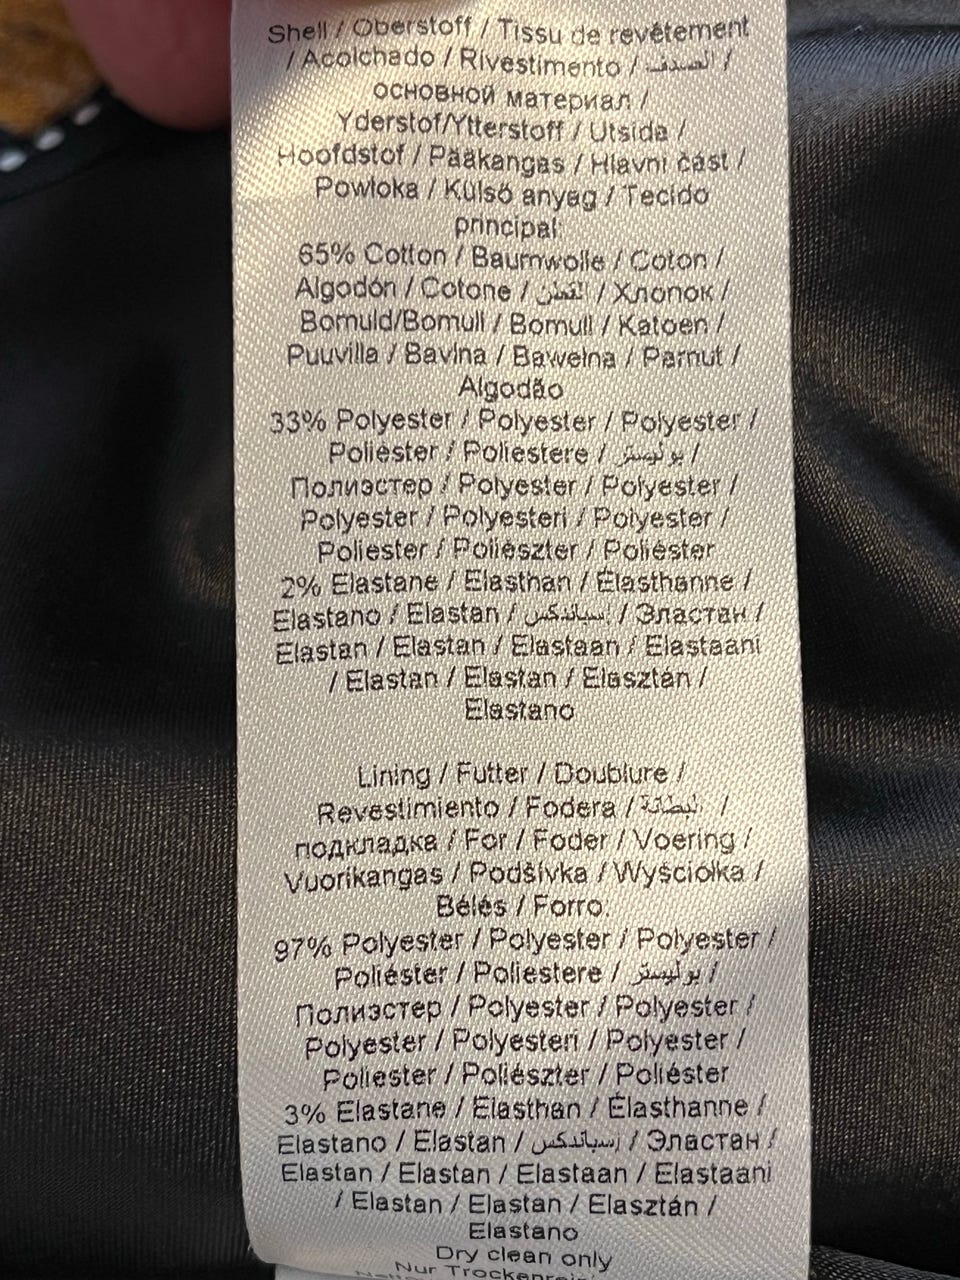 Shell / Oberstoff / Tissu de revêtement
/ Acolchado / Rivestimento / الصدف /
основной материал /
Yderstof/Ytterstoff / Utsida /
Hoofdstof / Pääkangas / Hlavní část /
Powłoka / Külső anyag / Tecido
principal:
65% Cotton / Baumwolle / Coton /
Algodón / Cotone / القطن / Хлопок /
Bomuld/Bomull / Bomull / Katoen /
Puuvilla / Bavlna / Bawełna / Pamut /
Algodão
33% Polyester / Polyester / Polyester /
Poliéster / Poliestere / بوليستر /
Полиэстер / Polyester / Polyester /
Polyester / Polyesteri / Polyester /
Poliester / Poliészter / Poliéster
2% Elastane / Elasthan / Élasthanne /
Elastano / Elastan / إسباندكس / Эластан /
Elastan / Elastan / Elastaan / Elastaani
/ Elastan / Elastan / Elasztán /
Elastano
Lining / Futter / Doublure /
Revestimiento / Fodera / البطانة /
подкладка / For / Foder / Voering /
Vuorikangas / Podšívka / Wyściółka /
Bélés / Forro:
97% Polyester / Polyester / Polyester /
Poliéster / Poliestere / بوليستر /
Полиэстер / Polyester / Polyester /
Polyester / Polyesteri / Polyester /
Poliester / Poliészter / Poliéster
3% Elastane / Elasthan / Élasthanne /
Elastano / Elastan / إسباندكس / Эластан /
Elastan / Elastan / Elastaan / Elastaani
/ Elastan / Elastan / Elasztán /
Elastano
Dry clean only
Nur